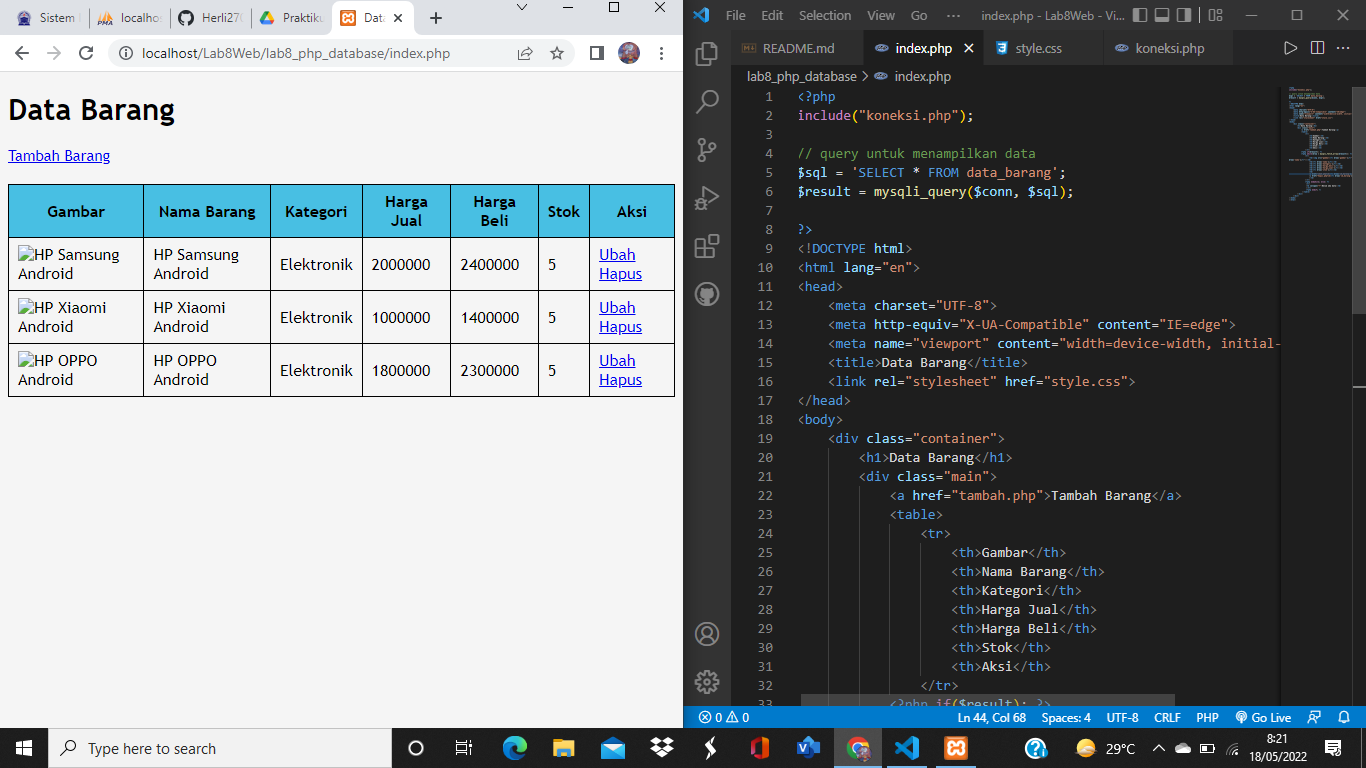 Sistem
localhos
Herli270
Praktiku
Data
localhost/Lab8Web/lab8_php_database/index.php
Data Barang
Tambah Barang
Gambar Nama Barang Kategori Harga Jual Harga Beli Stok Aksi
HP Samsung Android HP Samsung Android Elektronik 2000000 2400000 5 Ubah Hapus
HP Xiaomi Android HP Xiaomi Android Elektronik 1000000 1400000 5 Ubah Hapus
HP OPPO Android HP OPPO Android Elektronik 1800000 2300000 5 Ubah Hapus
File Edit Selection View Go ··· index.php - Lab8Web - Vi...
README.md index.php style.css koneksi.php
lab8_php_database > index.php
1 <?php
2 include("koneksi.php");
3
4 // query untuk menampilkan data
5 $sql = 'SELECT * FROM data_barang';
6 $result = mysqli_query($conn, $sql);
7
8 ?>
9 <!DOCTYPE html>
10 <html lang="en">
11 <head>
12 <meta charset="UTF-8">
13 <meta http-equiv="X-UA-Compatible" content="IE=edge">
14 <meta name="viewport" content="width=device-width, initial-
15 <title>Data Barang</title>
16 <link rel="stylesheet" href="style.css">
17 </head>
18 <body>
19 <div class="container">
20 <h1>Data Barang</h1>
21 <div class="main">
22 <a href="tambah.php">Tambah Barang</a>
23 <table>
24 <tr>
25 <th>Gambar</th>
26 <th>Nama Barang</th>
27 <th>Kategori</th>
28 <th>Harga Jual</th>
29 <th>Harga Beli</th>
30 <th>Stok</th>
31 <th>Aksi</th>
32 </tr>
33 <?php if($result): ?>
0 0 Ln 44, Col 68 Spaces: 4 UTF-8 CRLF PHP Go Live
Type here to search
29°C
8:21
18/05/2022